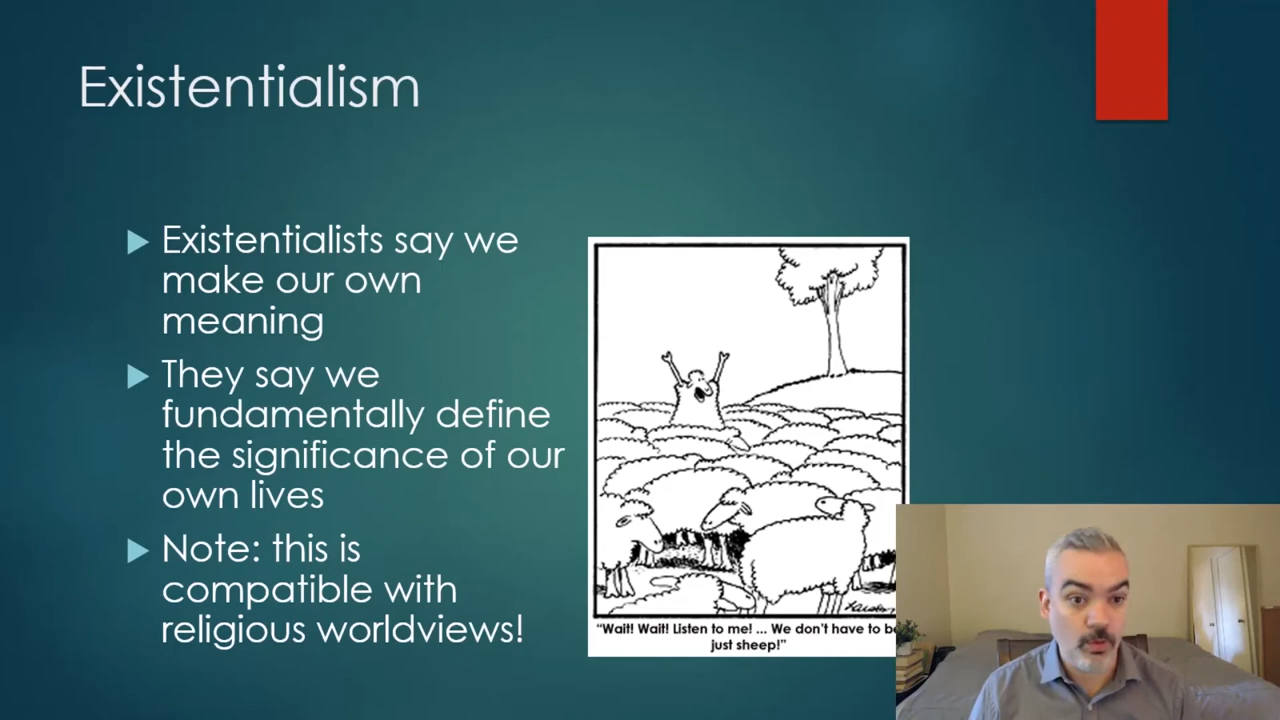 Existentialism
Existentialists say we
make our own
meaning
They say we
fundamentally define
the significance of our
own lives
Note: this is
compatible with
religious worldviews!
"Wait! Wait! Listen to me! ... We don't have to be
just sheep!"